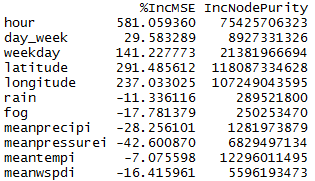 %IncMSE IncNodePurity
hour 581.059360 75425706323
day_week 29.583289 8927331326
weekday 141.227773 21381966694
latitude 291.485612 118087334628
longitude 237.033025 107249043595
rain -11.336116 289521800
fog -17.781379 250253470
meanprecipi -28.256101 1281973879
meanpressurei -42.600870 6829497134
meantempi -7.075598 12296011495
meanwspdi -16.415961 5596193473